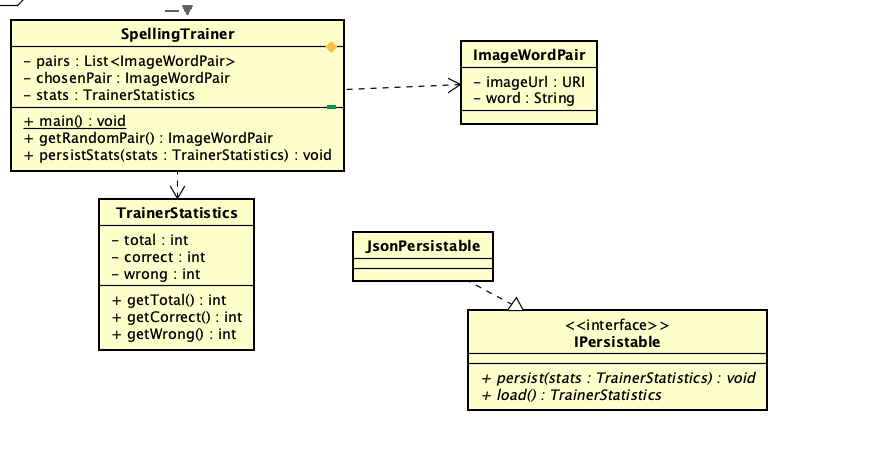 SpellingTrainer
- pairs : List<ImageWordPair>
- chosenPair : ImageWordPair
- stats : TrainerStatistics
+ main() : void
+ getRandomPair() : ImageWordPair
+ persistStats(stats : TrainerStatistics) : void
ImageWordPair
- imageUrl : URI
- word : String
TrainerStatistics
- total : int
- correct : int
- wrong : int
+ getTotal() : int
+ getCorrect() : int
+ getWrong() : int
JsonPersistable
<<interface>>
IPersistable
+ persist(stats : TrainerStatistics) : void
+ load() : TrainerStatistics